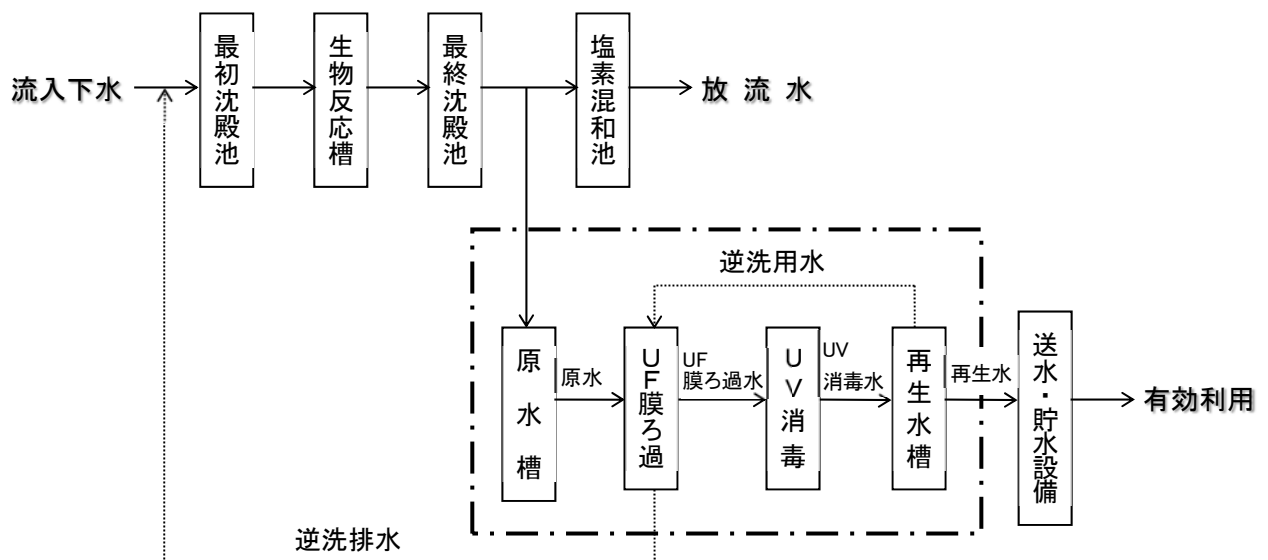 流入下水
最初沈殿池
生物反応槽
最終沈殿池
塩素混和池
放 流 水
逆洗用水
原水槽
原水
UF膜ろ過
UF
膜ろ過水
UV消毒
UV
消毒水
再生水槽
再生水
送水・貯水設備
有効利用
逆洗排水